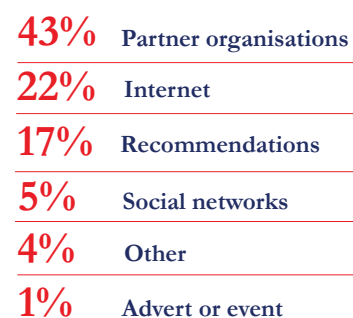 43% Partner organisations
22% Internet
17% Recommendations
5% Social networks
4% Other
1% Advert or event